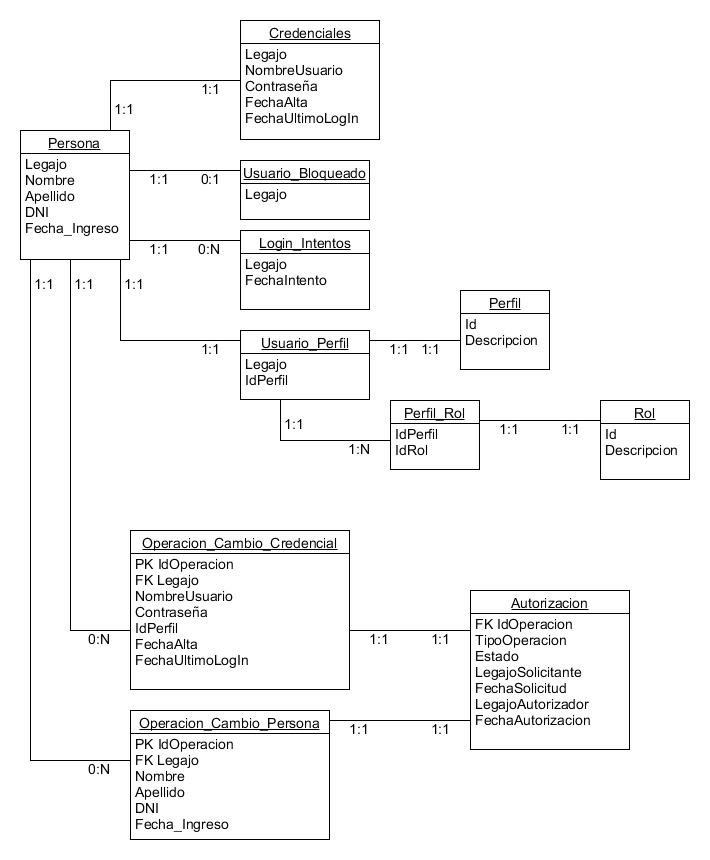 Credenciales
Legajo
NombreUsuario
Contraseña
FechaAlta
FechaUltimoLogIn
1:1
1:1
Persona
Legajo
Nombre
Apellido
DNI
Fecha_Ingreso
1:1
0:1
Usuario_Bloqueado
Legajo
1:1
0:N
Login_Intentos
Legajo
FechaIntento
1:1
1:1
1:1
1:1
Usuario_Perfil
Legajo
IdPerfil
1:1
1:1
Perfil
Id
Descripcion
1:1
1:N
Perfil_Rol
IdPerfil
IdRol
1:1
1:1
Rol
Id
Descripcion
Operacion_Cambio_Credencial
PK IdOperacion
FK Legajo
NombreUsuario
Contraseña
IdPerfil
FechaAlta
FechaUltimoLogIn
0:N
1:1
1:1
Autorizacion
FK IdOperacion
TipoOperacion
Estado
LegajoSolicitante
FechaSolicitud
LegajoAutorizador
FechaAutorizacion
Operacion_Cambio_Persona
PK IdOperacion
FK Legajo
Nombre
Apellido
DNI
Fecha_Ingreso
0:N
1:1
1:1